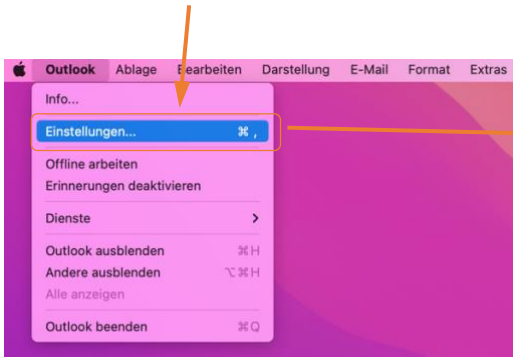 Outlook Ablage Bearbeiten Darstellung E-Mail Format Extras
Info...
Einstellungen... ⌘ ,
Offline arbeiten
Erinnerungen deaktivieren
Dienste >
Outlook ausblenden ⌘H
Andere ausblenden ⌥⌘H
Alle anzeigen
Outlook beenden ⌘Q